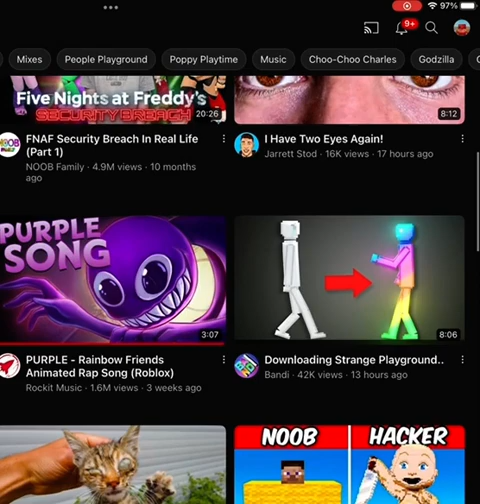 97%
9+
Mixes
People Playground
Poppy Playtime
Music
Choo-Choo Charles
Godzilla
Five Nights at Freddy's
SECURITY BREACH
20:26
8:12
FNAF Security Breach In Real Life
(Part 1)
NOOB Family · 4.9M views · 10 months
ago
I Have Two Eyes Again!
Jarrett Stod · 16K views · 17 hours ago
PURPLE
SONG
3:07
8:06
PURPLE - Rainbow Friends
Animated Rap Song (Roblox)
Rockit Music · 1.6M views · 3 weeks ago
Downloading Strange Playground..
Bandi · 42K views · 13 hours ago
NOOB
HACKER